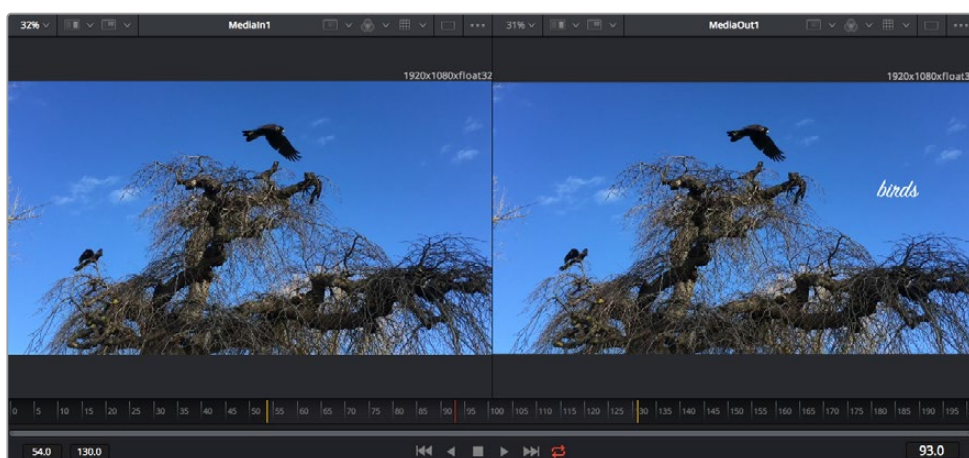 32% MediaIn1
31% MediaOut1
1920x1080xfloat32
1920x1080xfloat3
birds
0 5 10 15 20 25 30 35 40 45 50 55 60 65 70 75 80 85 90 95 100 105 110 115 120 125 130 135 140 145 150 155 160 165 170 175 180 185 190 195
54.0 130.0 93.0